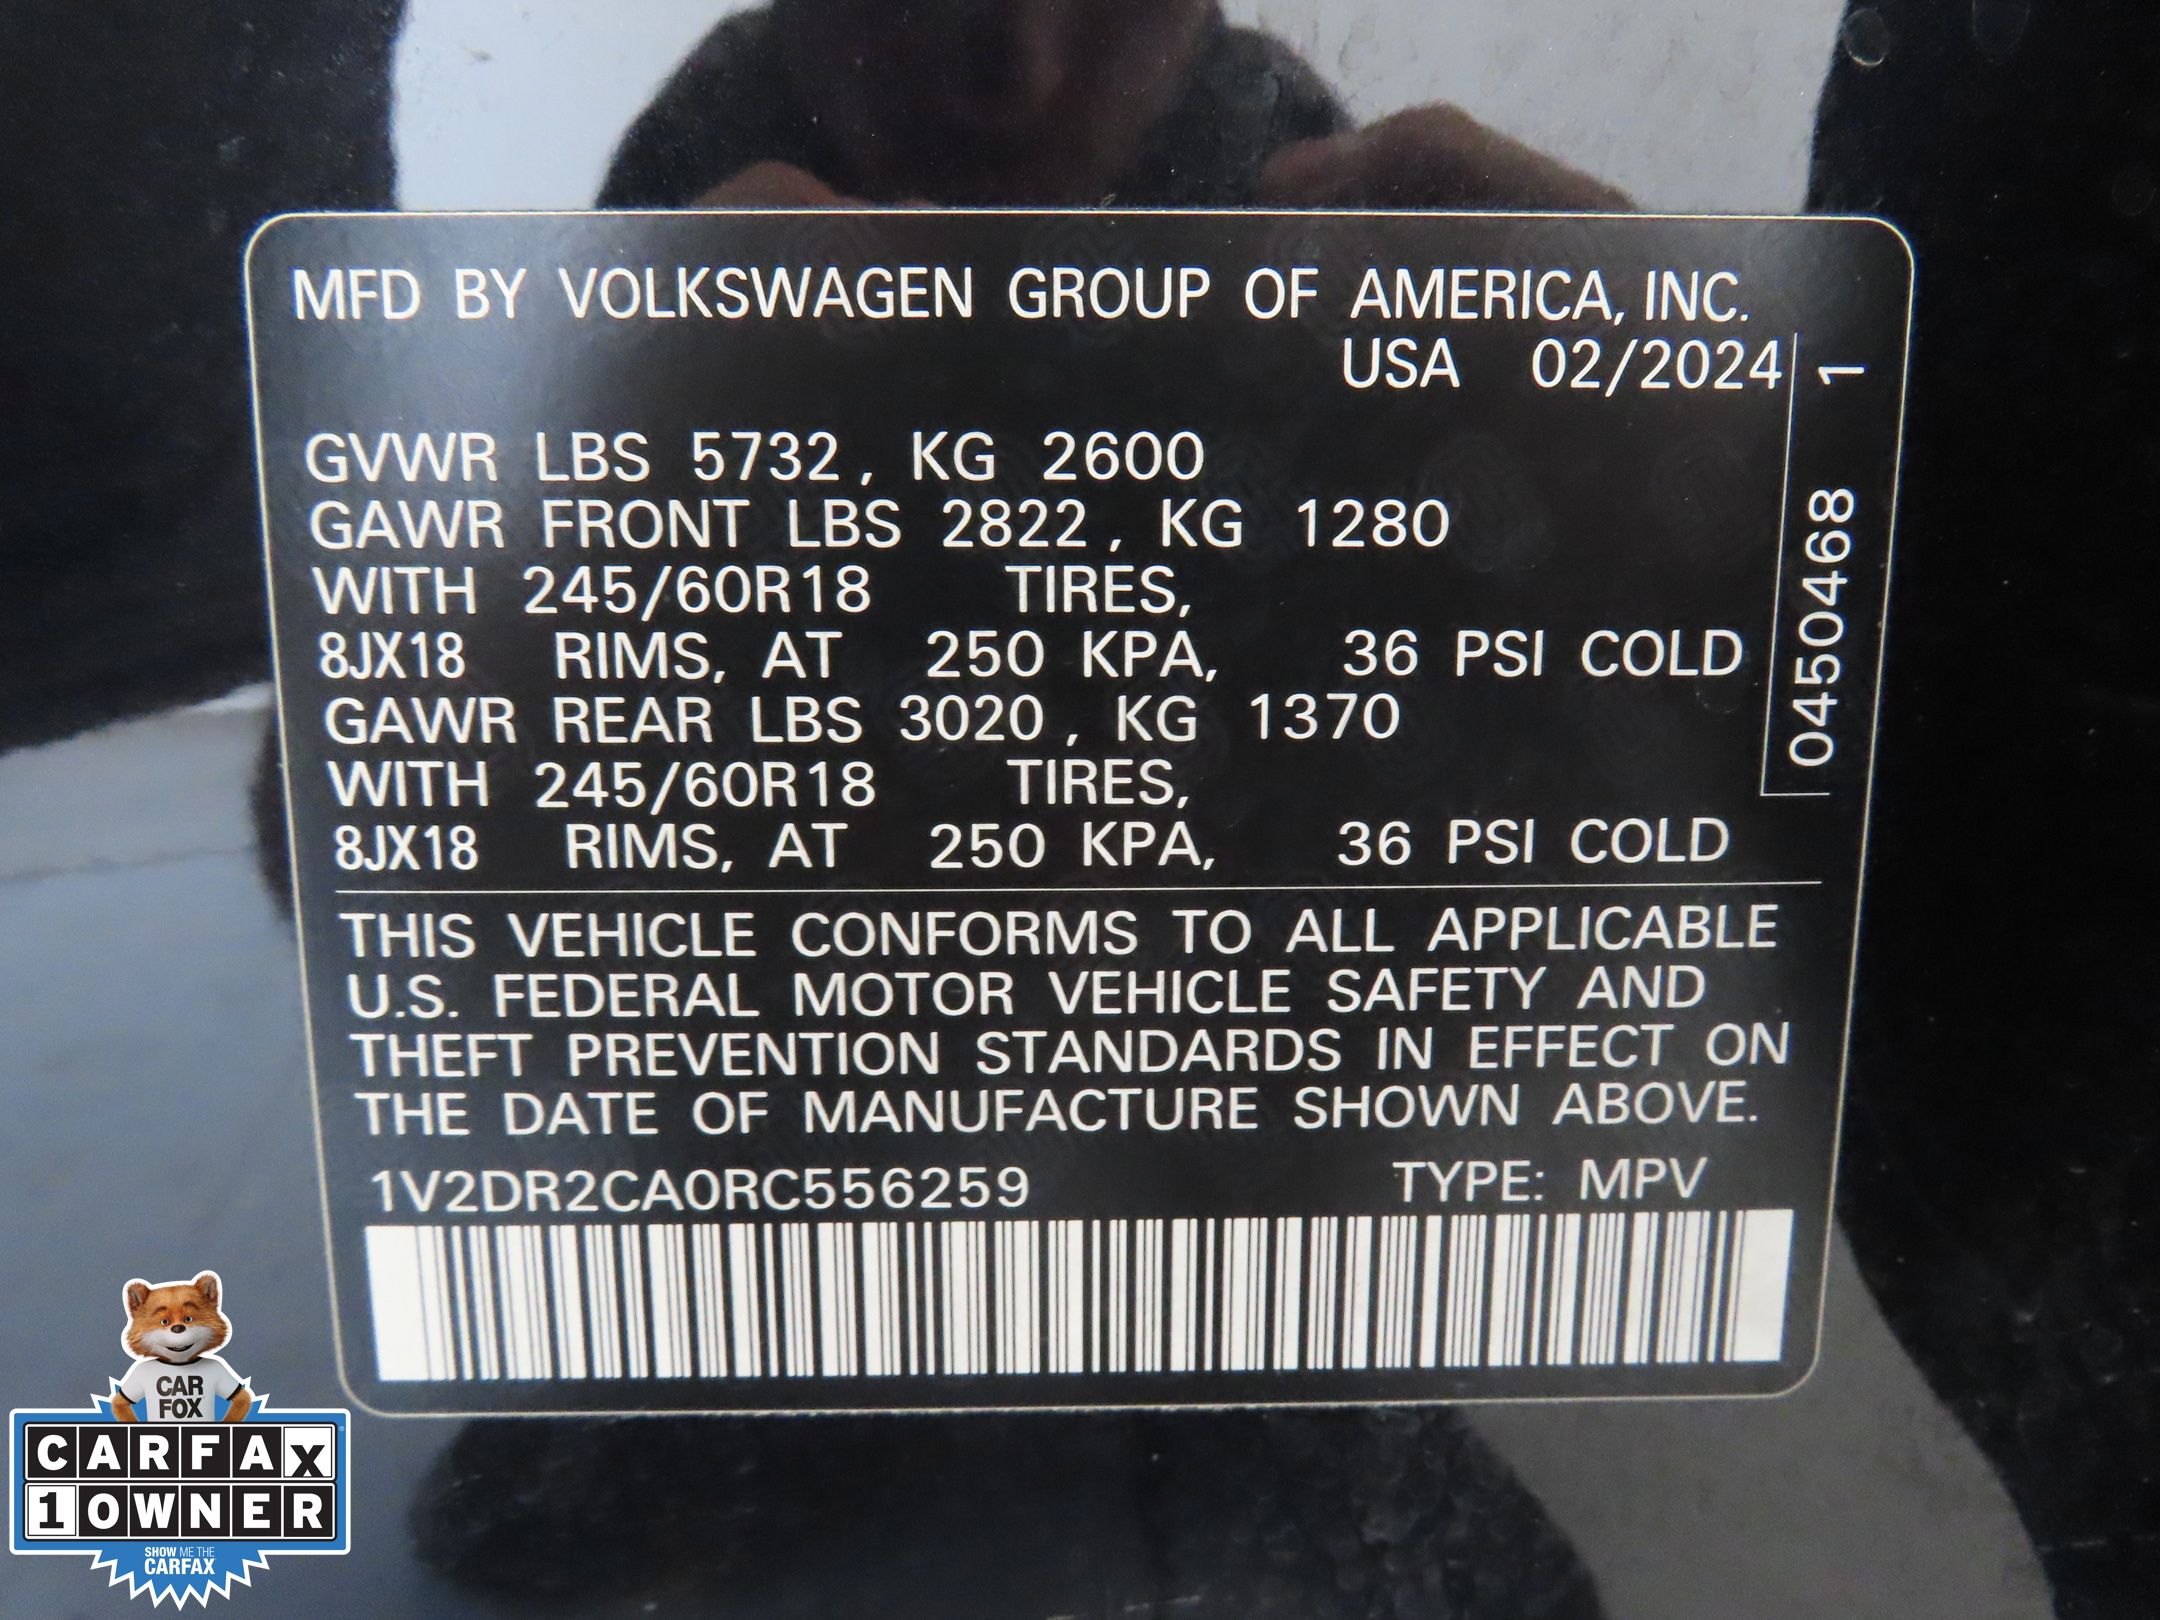 MFD BY VOLKSWAGEN GROUP OF AMERICA, INC.
USA 02/2024
GVWR LBS 5732, KG 2600
GAWR FRONT LBS 2822, KG 1280
WITH 245/60R18 TIRES,
8JX18 RIMS, AT 250 KPA, 36 PSI COLD
GAWR REAR LBS 3020, KG 1370
WITH 245/60R18 TIRES,
8JX18 RIMS, AT 250 KPA, 36 PSI COLD
0450468 1
THIS VEHICLE CONFORMS TO ALL APPLICABLE
U.S. FEDERAL MOTOR VEHICLE SAFETY AND
THEFT PREVENTION STANDARDS IN EFFECT ON
THE DATE OF MANUFACTURE SHOWN ABOVE.
1V2DR2CA0RC556259 TYPE: MPV
CAR
FOX
CARFAX
1 OWNER
SHOW ME THE
CARFAX